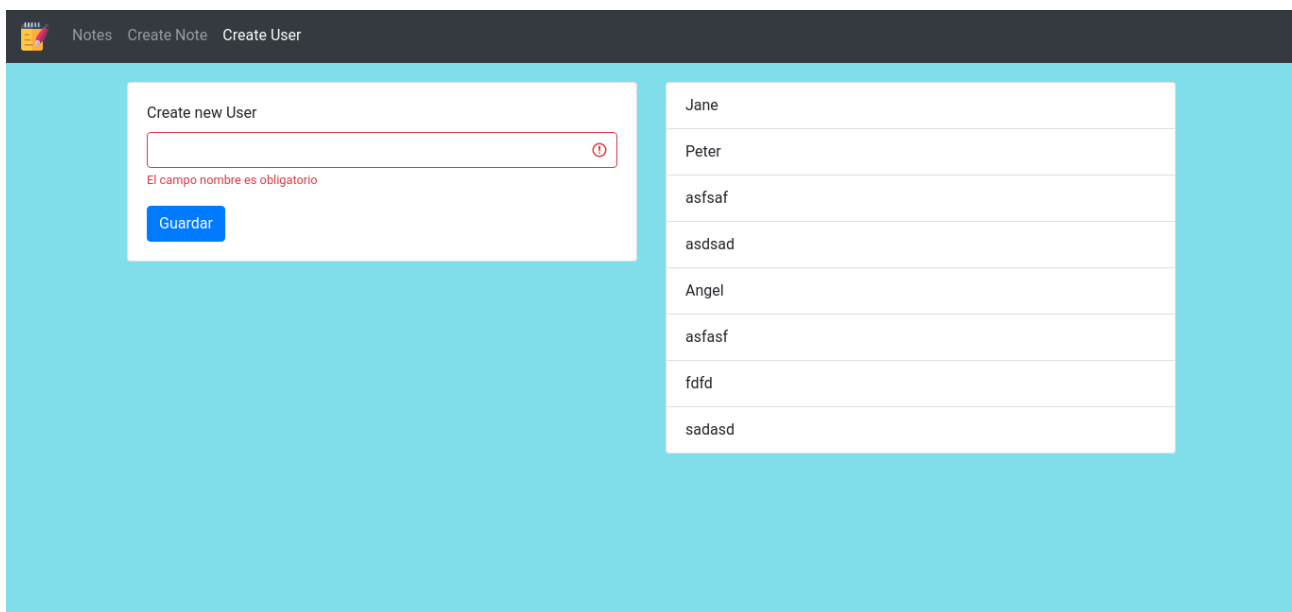 Notes Create Note Create User
Create new User
El campo nombre es obligatorio
Guardar
Jane
Peter
asfsaf
asdsad
Angel
asfasf
fdfd
sadasd